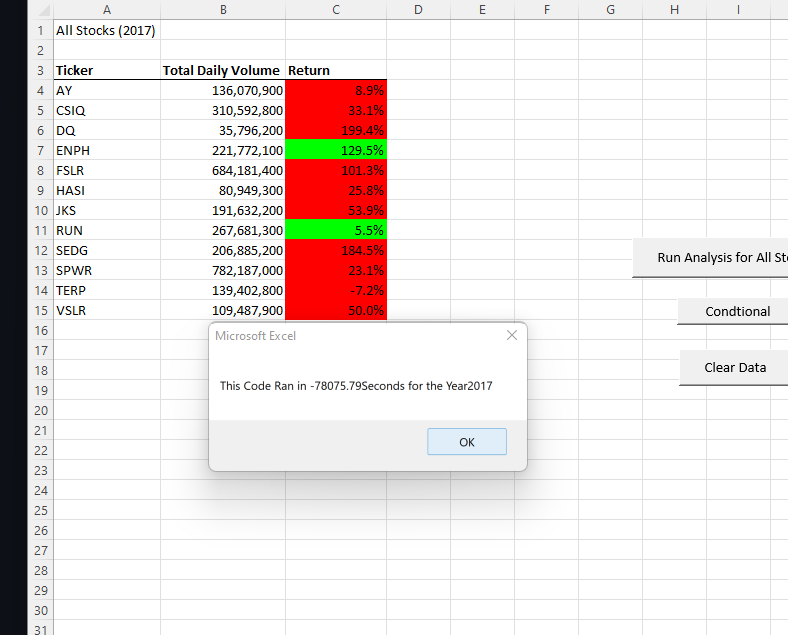 A B C D E F G H I
1 All Stocks (2017)
2
3 Ticker Total Daily Volume Return
4 AY 136,070,900 8.9%
5 CSIQ 310,592,800 33.1%
6 DQ 35,796,200 199.4%
7 ENPH 221,772,100 129.5%
8 FSLR 684,181,400 101.3%
9 HASI 80,949,300 25.8%
10 JKS 191,632,200 53.9%
11 RUN 267,681,300 5.5%
12 SEDG 206,885,200 184.5%
13 SPWR 782,187,000 23.1%
14 TERP 139,402,800 -7.2%
15 VSLR 109,487,900 50.0%
16
17
18
19
20
21
22
23
24
25
26
27
28
29
30
31
Run Analysis for All Sto
Condtional
Clear Data
Microsoft Excel
This Code Ran in -78075.79Seconds for the Year2017
OK